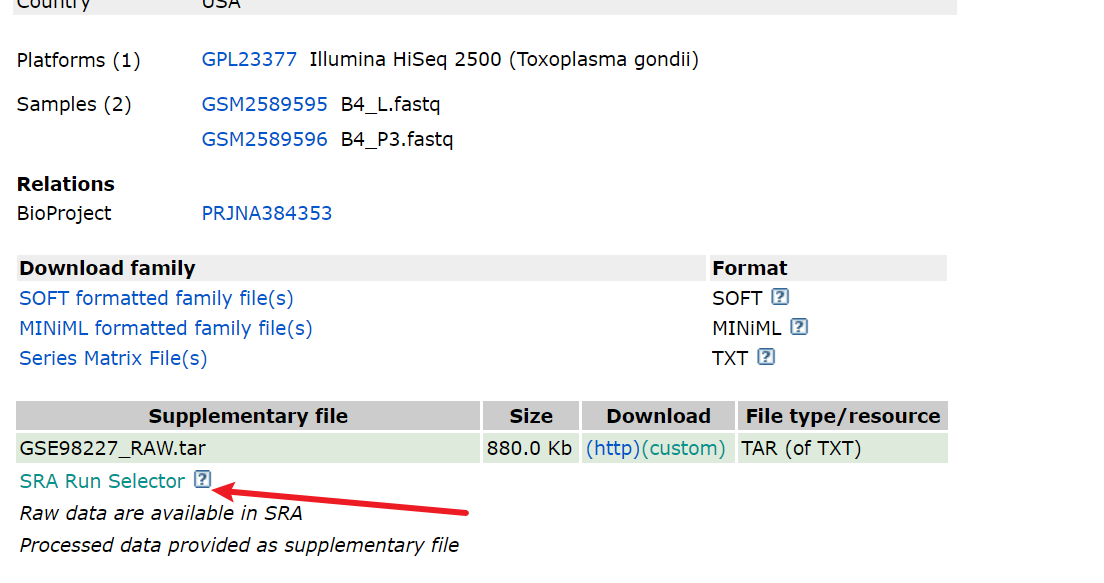 Country USA
Platforms (1) GPL23377 Illumina HiSeq 2500 (Toxoplasma gondii)
Samples (2) GSM2589595 B4_L.fastq
GSM2589596 B4_P3.fastq
Relations
BioProject PRJNA384353
Download family Format
SOFT formatted family file(s) SOFT ?
MINiML formatted family file(s) MINiML ?
Series Matrix File(s) TXT ?
Supplementary file Size Download File type/resource
GSE98227_RAW.tar 880.0 Kb (http)(custom) TAR (of TXT)
SRA Run Selector ?
Raw data are available in SRA
Processed data provided as supplementary file